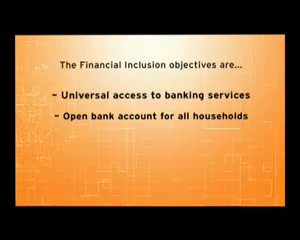 The Financial Inclusion objectives are...
~ Universal access to banking services
~ Open bank account for all households